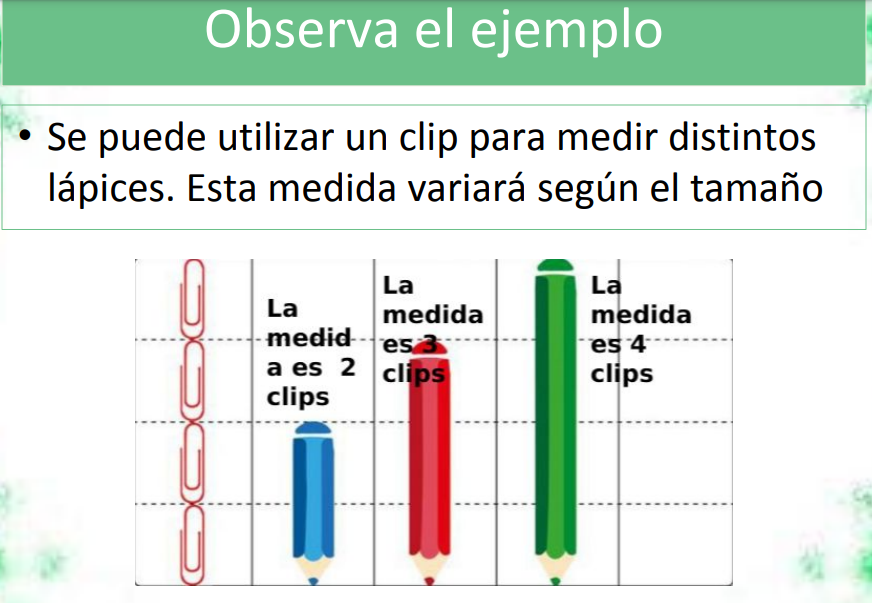 Observa el ejemplo
• Se puede utilizar un clip para medir distintos
lápices. Esta medida variará según el tamaño
La
medid
a es 2
clips
La
medida
es 3
clips
La
medida
es 4
clips